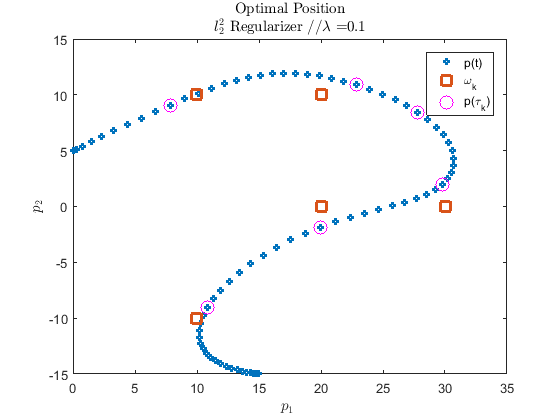 Optimal Position
l₂² Regularizer //λ =0.1
15
10
5
0
-5
-10
-15
p₂
0
5
10
15
20
25
30
35
p₁
p(t)
ωₖ
p(τₖ)